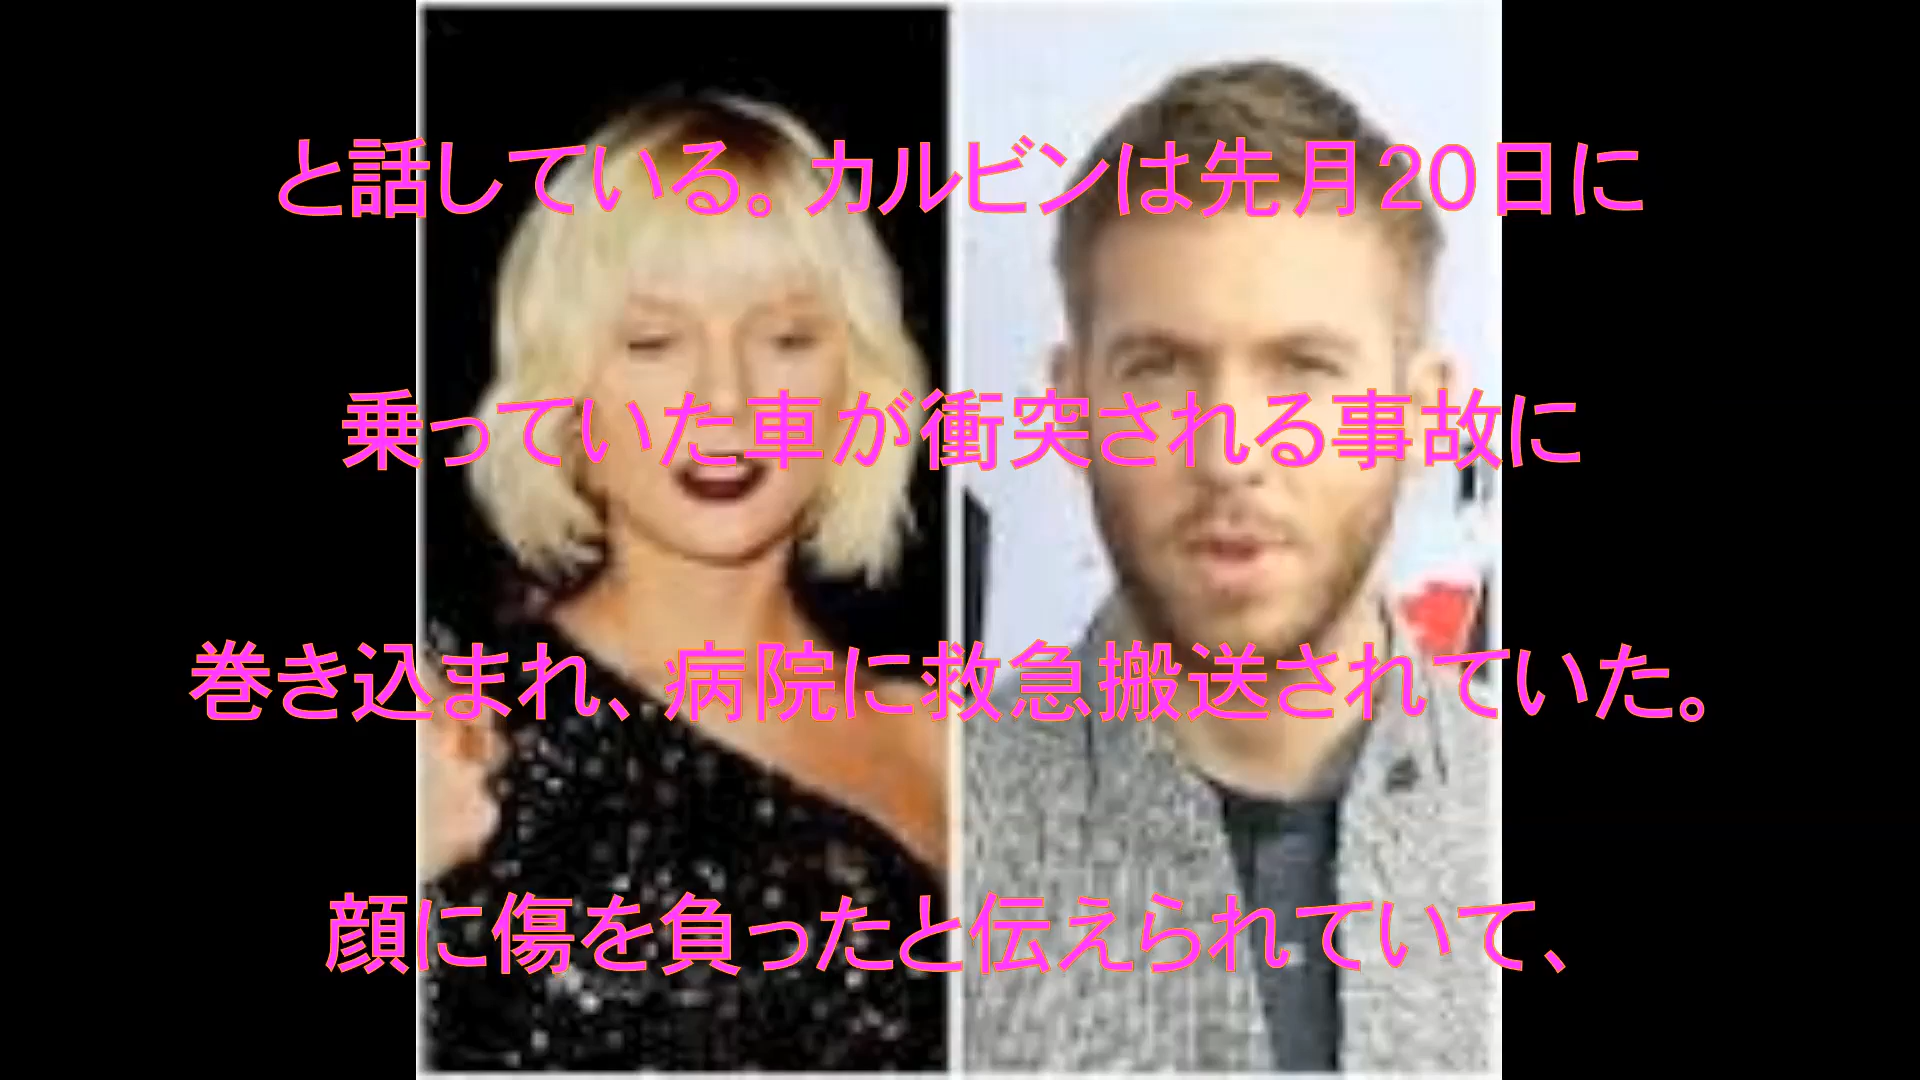 と話している。カルビンは先月20日に
乗っていた車が衝突される事故に
巻き込まれ、病院に救急搬送されていた。
顔に傷を負ったと伝えられていて、